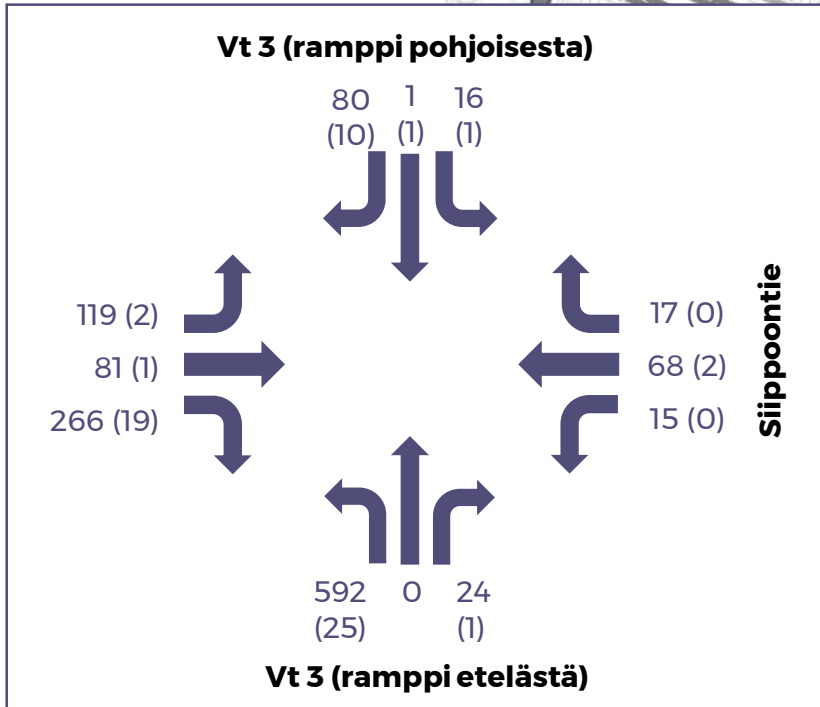 Vt 3 (ramppi pohjoisesta)
80 1 16
(10) (1) (1)
119 (2)
81 (1)
266 (19)
17 (0)
68 (2)
15 (0)
Siippoontie
592 0 24
(25) (1)
Vt 3 (ramppi etelästä)